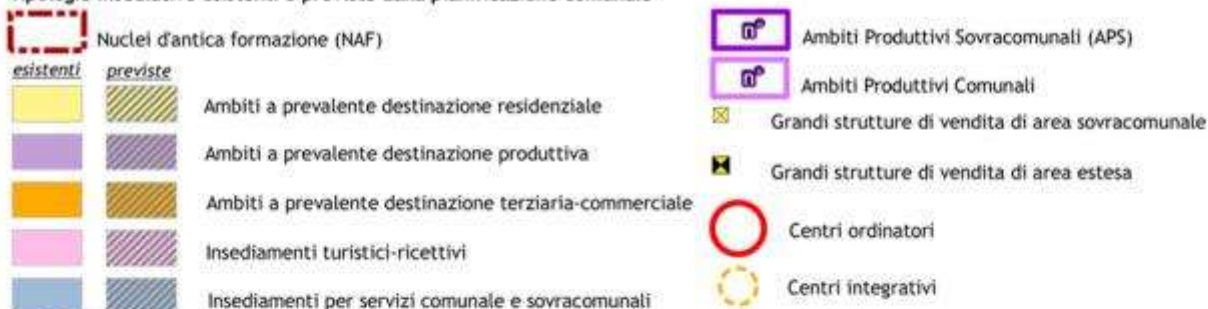 Nuclei d'antica formazione (NAF)
esistenti previste
Ambiti a prevalente destinazione residenziale
Ambiti a prevalente destinazione produttiva
Ambiti a prevalente destinazione terziaria-commerciale
Insediamenti turistici-ricettivi
Insediamenti per servizi comunale e sovracomunali
n° Ambiti Produttivi Sovracomunali (APS)
n° Ambiti Produttivi Comunali
Grandi strutture di vendita di area sovracomunale
Grandi strutture di vendita di area estesa
Centri ordinatori
Centri integrativi